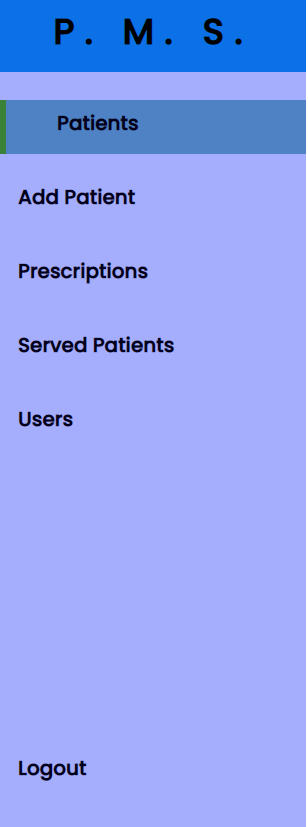 P. M. S.
Patients
Add Patient
Prescriptions
Served Patients
Users
Logout